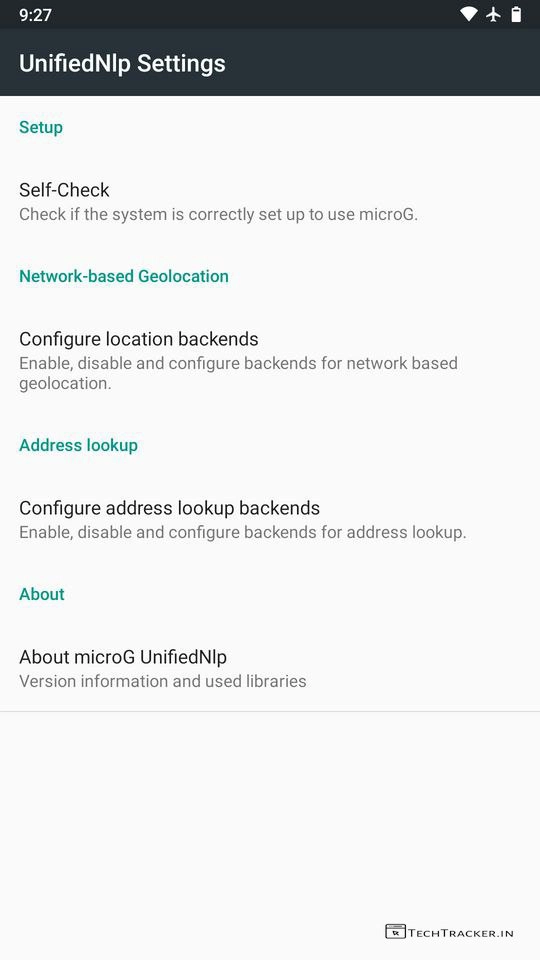 9:27
UnifiedNlp Settings
Setup
Self-Check
Check if the system is correctly set up to use microG.
Network-based Geolocation
Configure location backends
Enable, disable and configure backends for network based
geolocation.
Address lookup
Configure address lookup backends
Enable, disable and configure backends for address lookup.
About
About microG UnifiedNlp
Version information and used libraries
TECHTRACKER.IN